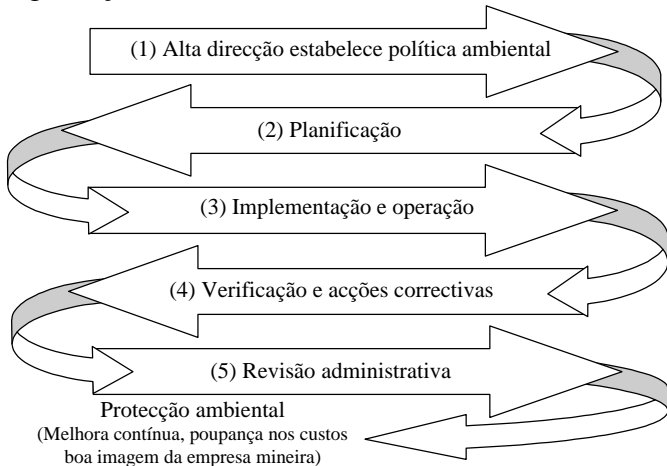 (1) Alta direcção estabelece política ambiental
(2) Planificação
(3) Implementação e operação
(4) Verificação e acções correctivas
(5) Revisão administrativa
Protecção ambiental
(Melhora contínua, poupança nos custos
boa imagem da empresa mineira)